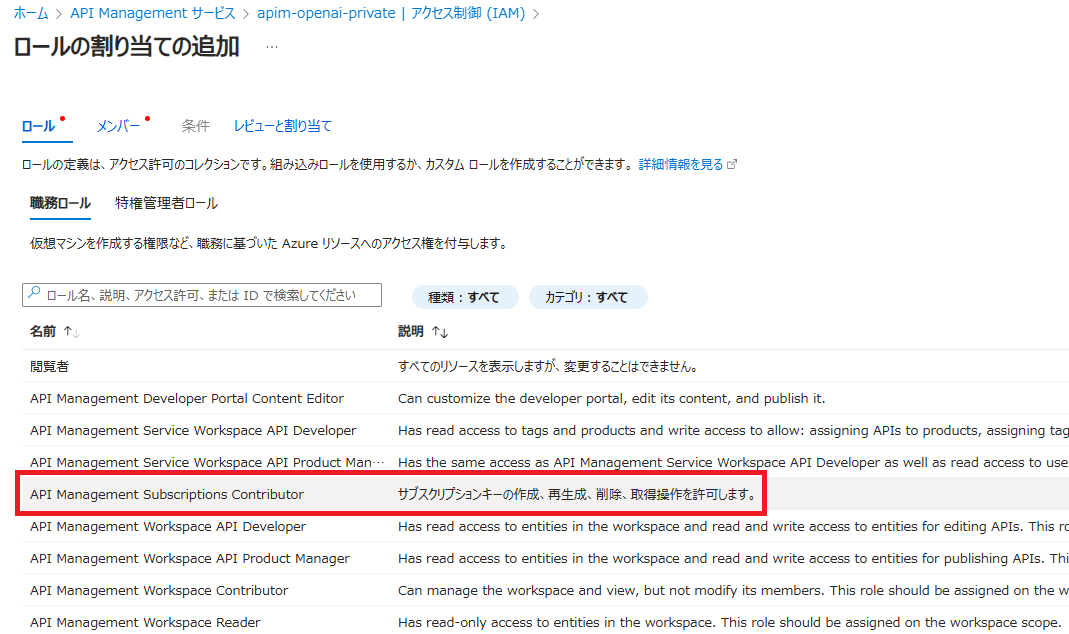 ホーム > API Management サービス > apim-openai-private | アクセス制御 (IAM) >
ロールの割り当ての追加 …
ロール メンバー 条件 レビューと割り当て
ロールの定義は、アクセス許可のコレクションです。組み込みロールを使用するか、カスタム ロールを作成することができます。 詳細情報を見る
職務ロール 特権管理者ロール
仮想マシンを作成する権限など、職務に基づいた Azure リソースへのアクセス権を付与します。
ロール名、説明、アクセス許可、または ID で検索してください 種類 : すべて カテゴリ : すべて
名前 ↑↓ 説明 ↑↓
閲覧者 すべてのリソースを表示しますが、変更することはできません。
API Management Developer Portal Content Editor Can customize the developer portal, edit its content, and publish it.
API Management Service Workspace API Developer Has read access to tags and products and write access to allow: assigning APIs to products, assigning tag
API Management Service Workspace API Product Man… Has the same access as API Management Service Workspace API Developer as well as read access to use
API Management Subscriptions Contributor サブスクリプションキーの作成、再生成、削除、取得操作を許可します。
API Management Workspace API Developer Has read access to entities in the workspace and read and write access to entities for editing APIs. This ro
API Management Workspace API Product Manager Has read access to entities in the workspace and read and write access to entities for publishing APIs. Thi
API Management Workspace Contributor Can manage the workspace and view, but not modify its members. This role should be assigned on the w
API Management Workspace Reader Has read-only access to entities in the workspace. This role should be assigned on the workspace scope.